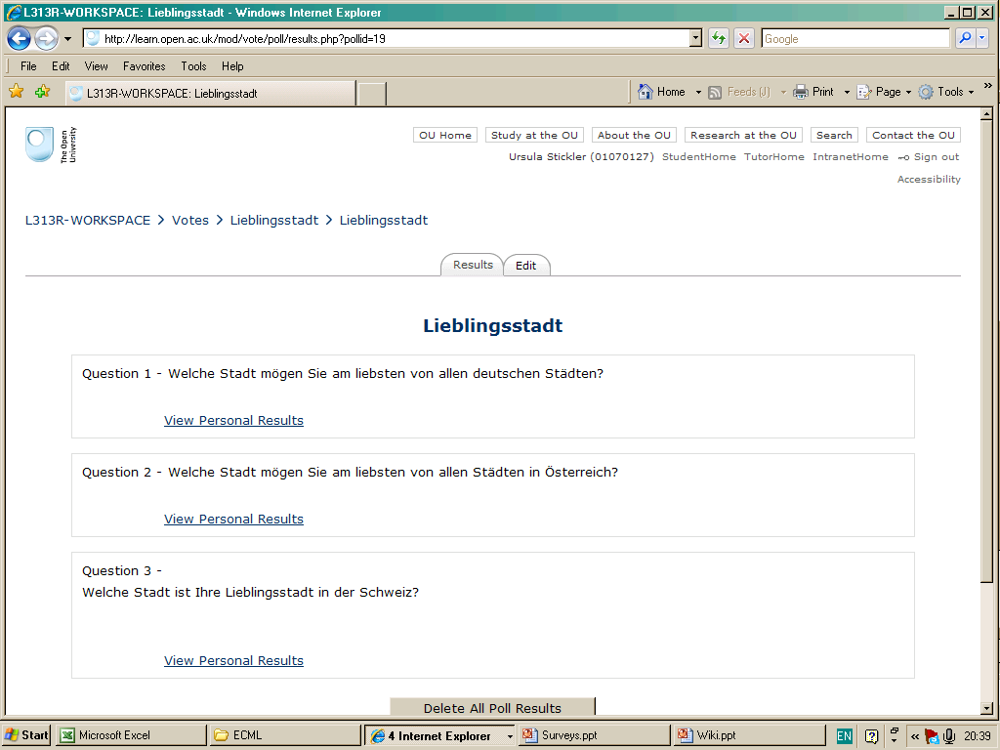 L313R-WORKSPACE: Lieblingsstadt - Windows Internet Explorer
http://learn.open.ac.uk/mod/vote/poll/results.php?pollid=19
Google
File Edit View Favorites Tools Help
L313R-WORKSPACE: Lieblingsstadt
Home Feeds (J) Print Page Tools »
The Open
University
OU Home Study at the OU About the OU Research at the OU Search Contact the OU
Ursula Stickler (01070127) StudentHome TutorHome IntranetHome Sign out
Accessibility
L313R-WORKSPACE > Votes > Lieblingsstadt > Lieblingsstadt
Results Edit
Lieblingsstadt
Question 1 - Welche Stadt mögen Sie am liebsten von allen deutschen Städten?
View Personal Results
Question 2 - Welche Stadt mögen Sie am liebsten von allen Städten in Österreich?
View Personal Results
Question 3 -
Welche Stadt ist Ihre Lieblingsstadt in der Schweiz?
View Personal Results
Delete All Poll Results
Start Microsoft Excel ECML 4 Internet Explorer Surveys.ppt Wiki.ppt EN « 20:39